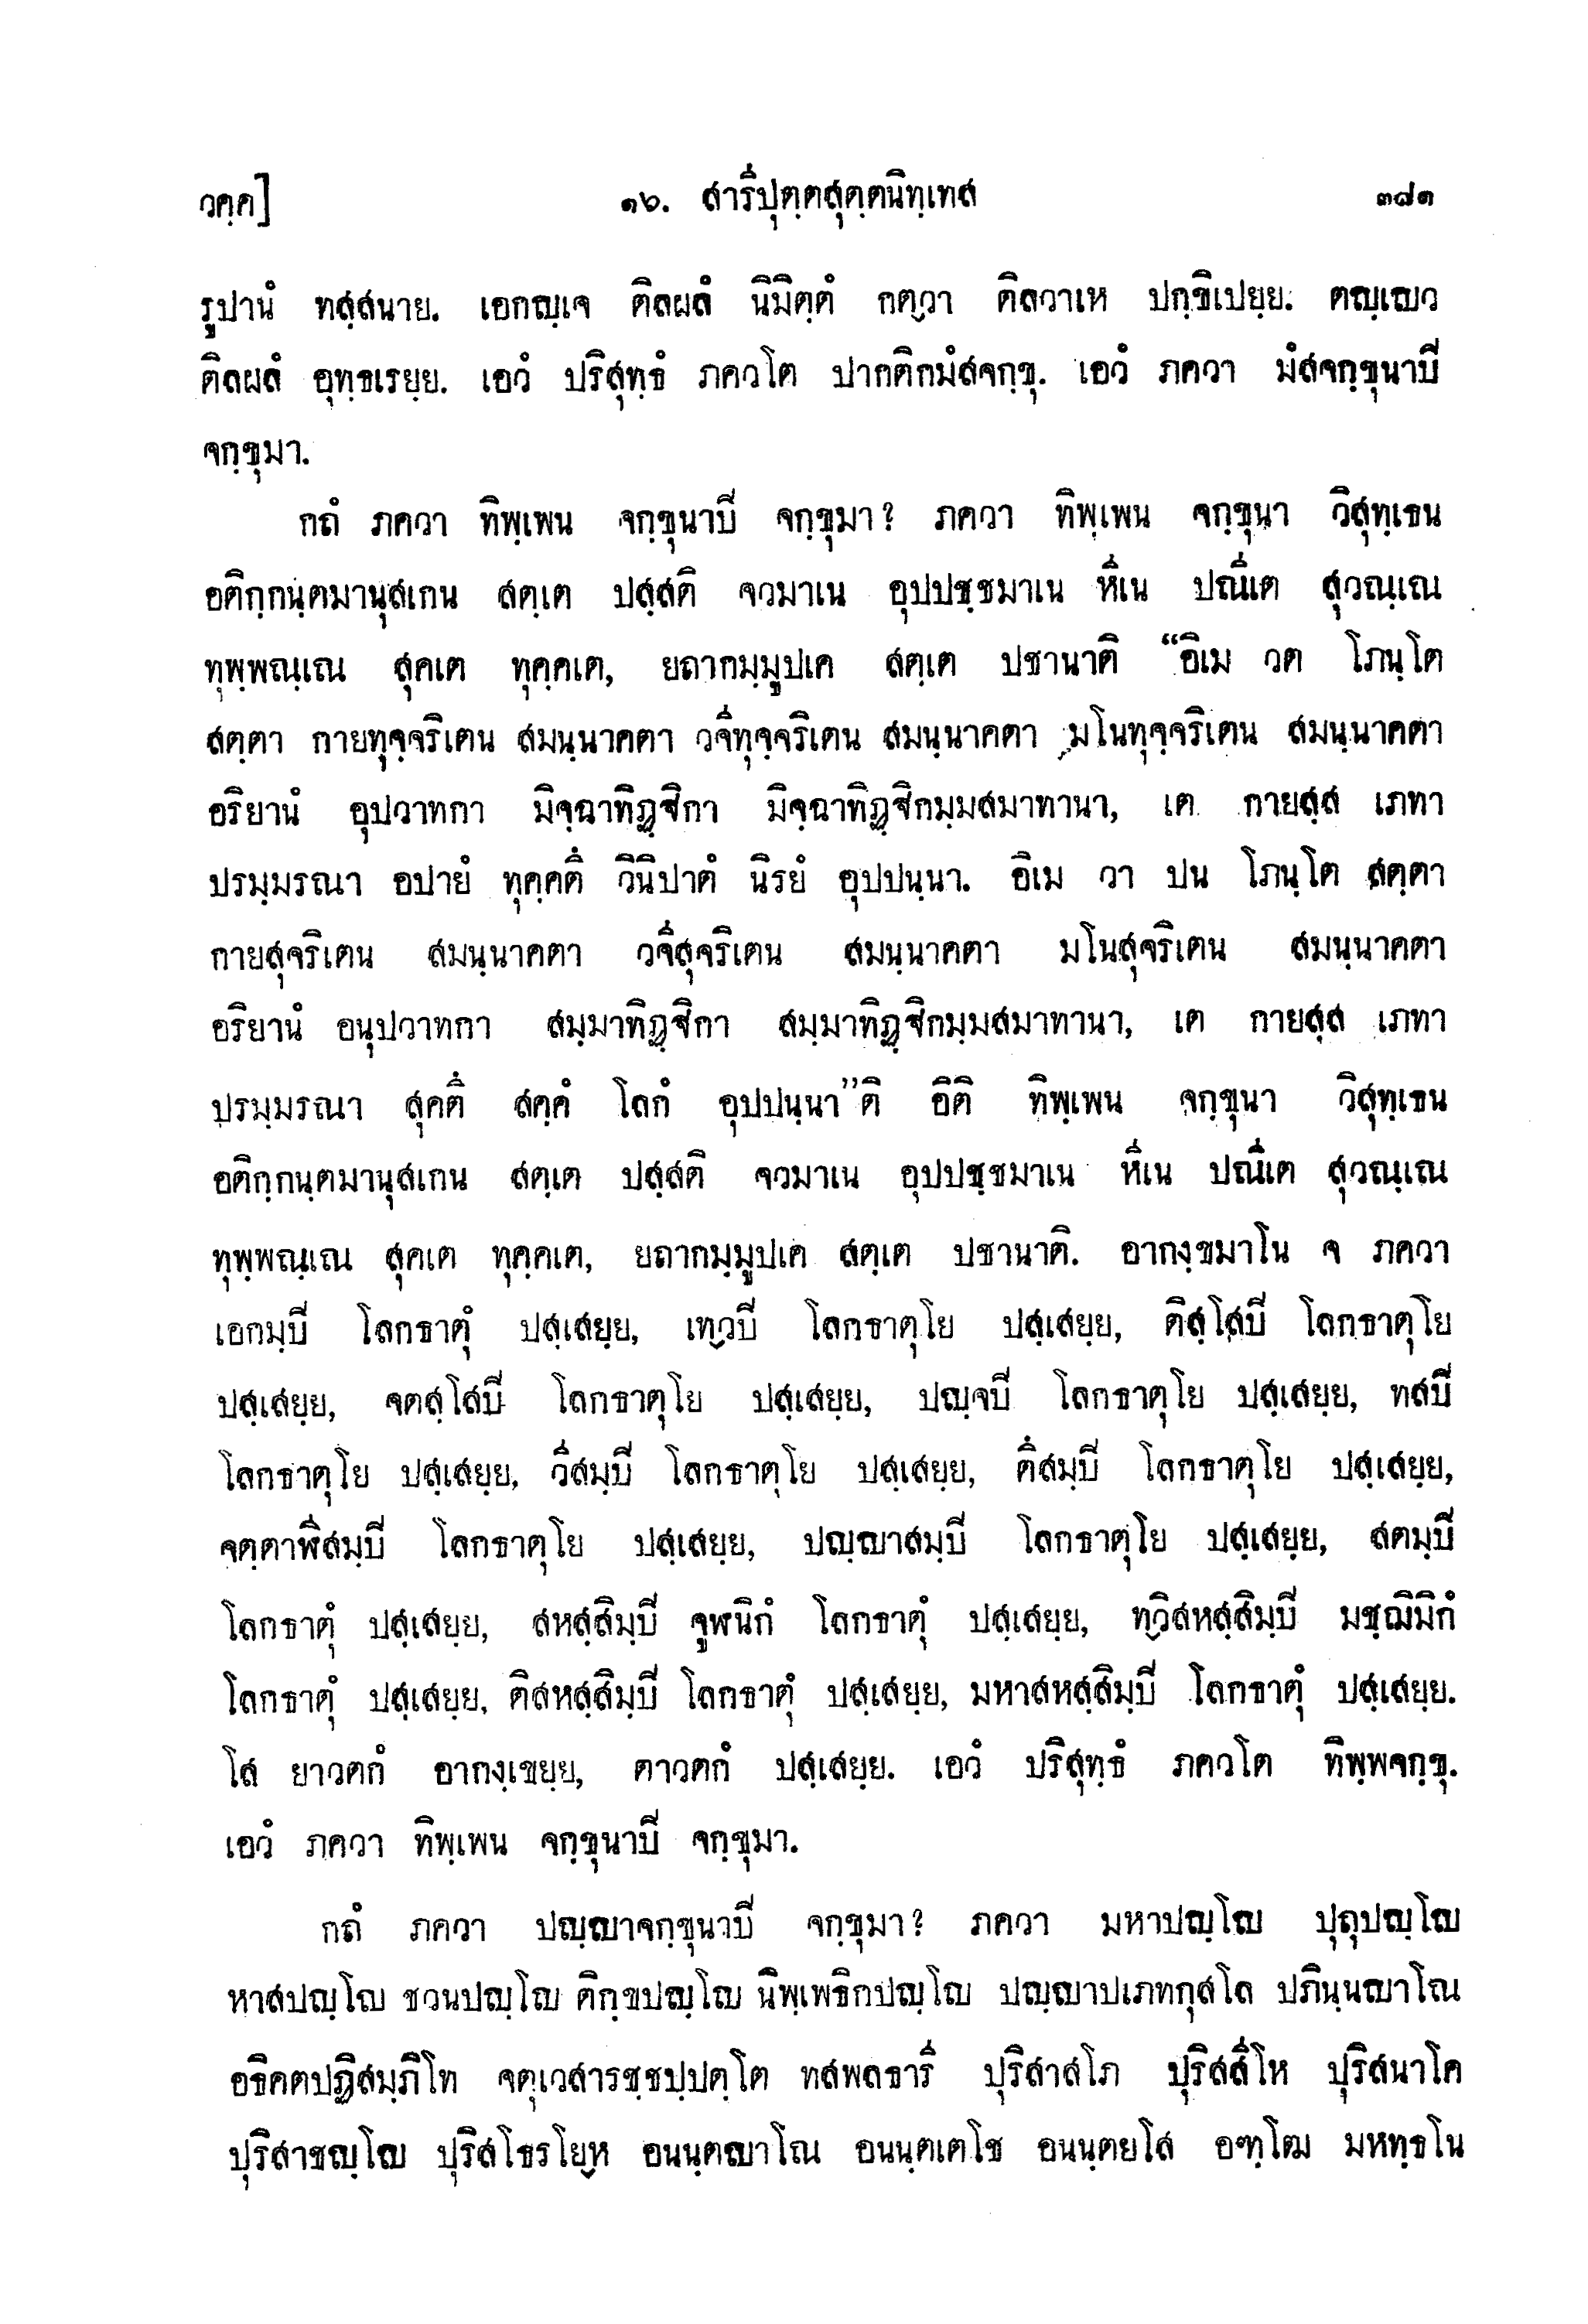 วคฺค] ๑๖. สารีปุตฺตสุตฺตนิทฺเทส ๓๘๑
รูปานํ ทสฺสนาย. เอกญฺเจ ติลผลํ นิมิตฺตํ กตฺวา ติลวาเห ปกฺขิเปยฺย. ตญฺเญว
ติลผลํ อุทฺธเรยฺย. เอวํ ปริสุทฺธํ ภควโต ปากติกมํสจกฺขุ. เอวํ ภควา มํสจกฺขุนาปิ
จกฺขุมา.
กถํ ภควา ทิพฺเพน จกฺขุนาปิ จกฺขุมา? ภควา ทิพฺเพน จกฺขุนา วิสุทฺเธน
อติกฺกนฺตมานุสเกน สตฺเต ปสฺสติ จวมาเน อุปปชฺชมาเน หีเน ปณีเต สุวณฺเณ
ทุพฺพณฺเณ สุคเต ทุคฺคเต, ยถากมฺมูปเค สตฺเต ปชานาติ “อิเม วต โภนฺโต
สตฺตา กายทุจฺจริเตน สมนฺนาคตา วจีทุจฺจริเตน สมนฺนาคตา มโนทุจฺจริเตน สมนฺนาคตา
อริยานํ อุปวาทกา มิจฺฉาทิฏฺฐิกา มิจฺฉาทิฏฺฐิกมฺมสมาทานา, เต กายสฺส เภทา
ปรมฺมรณา อปายํ ทุคฺคตึ วินิปาตํ นิรยํ อุปปนฺนา. อิเม วา ปน โภนฺโต สตฺตา
กายสุจริเตน สมนฺนาคตา วจีสุจริเตน สมนฺนาคตา มโนสุจริเตน สมนฺนาคตา
อริยานํ อนุปวาทกา สมฺมาทิฏฺฐิกา สมฺมาทิฏฺฐิกมฺมสมาทานา, เต กายสฺส เภทา
ปรมฺมรณา สุคตึ สคฺคํ โลกํ อุปปนฺนา”ติ อิติ ทิพฺเพน จกฺขุนา วิสุทฺเธน
อติกฺกนฺตมานุสเกน สตฺเต ปสฺสติ จวมาเน อุปปชฺชมาเน หีเน ปณีเต สุวณฺเณ
ทุพฺพณฺเณ สุคเต ทุคฺคเต, ยถากมฺมูปเค สตฺเต ปชานาติ. อากงฺขมาโน จ ภควา
เอกมฺปิ โลกธาตุํ ปสฺเสยฺย, เทฺวปิ โลกธาตุโย ปสฺเสยฺย, ติสฺโสปิ โลกธาตุโย
ปสฺเสยฺย, จตสฺโสปิ โลกธาตุโย ปสฺเสยฺย, ปญฺจปิ โลกธาตุโย ปสฺเสยฺย, ทสปิ
โลกธาตุโย ปสฺเสยฺย, วีสมฺปิ โลกธาตุโย ปสฺเสยฺย, ตึสมฺปิ โลกธาตุโย ปสฺเสยฺย,
จตฺตาฬีสมฺปิ โลกธาตุโย ปสฺเสยฺย, ปญฺญาสมฺปิ โลกธาตุโย ปสฺเสยฺย, สตมฺปิ
โลกธาตุํ ปสฺเสยฺย, สหสฺสิมฺปิ จูฬนิกํ โลกธาตุํ ปสฺเสยฺย, ทฺวิสหสฺสิมฺปิ มชฺฌิมิกํ
โลกธาตุํ ปสฺเสยฺย, ติสหสฺสิมฺปิ โลกธาตุํ ปสฺเสยฺย, มหาสหสฺสิมฺปิ โลกธาตุํ ปสฺเสยฺย.
โส ยาวตกํ อากงฺเขยฺย, ตาวตกํ ปสฺเสยฺย. เอวํ ปริสุทฺธํ ภควโต ทิพฺพจกฺขุ.
เอวํ ภควา ทิพฺเพน จกฺขุนาปิ จกฺขุมา.
กถํ ภควา ปญฺญาจกฺขุนาปิ จกฺขุมา? ภควา มหาปญฺโญ ปุถุปญฺโญ
หาสปญฺโญ ชวนปญฺโญ ติกฺขปญฺโญ นิพฺเพธิกปญฺโญ ปญฺญาปเภทกุสโล ปภินฺนญาโณ
อธิคตปฏิสมฺภิโท จตุเวสารชฺชปฺปตฺโต ทสพลธารี ปุริสาสโภ ปุริสสีโห ปุริสนาโค
ปุริสาชญฺโญ ปุริสโธรโยฺห อนนฺตญาโณ อนนฺตเตโช อนนฺตยโส อฑฺโฒ มหทฺธโน